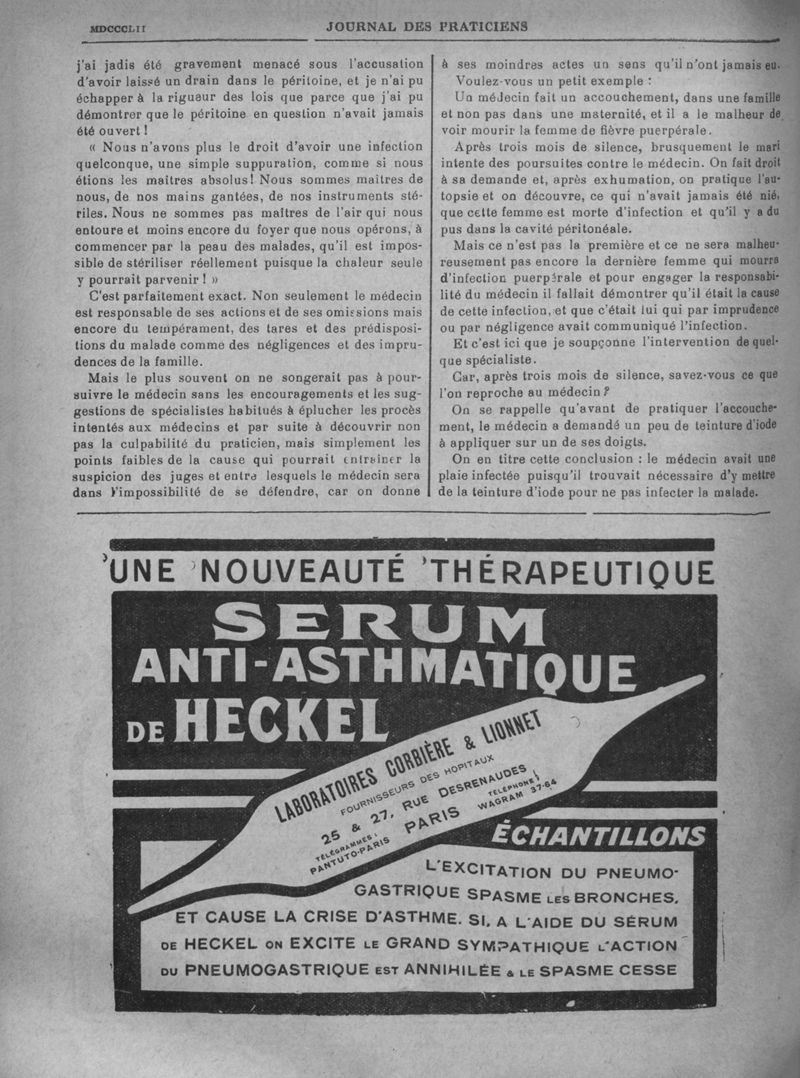 MDCCCLII
JOURNAL DES PRATICIENS
j'ai jadis été gravement menacé sous l'accusation
d'avoir laissé un drain dans le péritoine, et je n'ai pu
échapper à la rigueur des lois que parce que j'ai pu
démontrer que le péritoine en question n'avait jamais
été ouvert !
« Nous n'avons plus le droit d'avoir une infection
quelconque, une simple suppuration, comme si nous
étions les maîtres absolus! Nous sommes maîtres de
nous, de nos mains gantées, de nos instruments sté-
riles. Nous ne sommes pas maîtres de l'air qui nous
entoure et moins encore du foyer que nous opérons, à
commencer par la peau des malades, qu'il est impos-
sible de stériliser réellement puisque la chaleur seule
y pourrait parvenir ! »
C'est parfaitement exact. Non seulement le médecin
est responsable de ses actions et de ses omissions mais
encore du tempérament, des tares et des prédisposi-
tions du malade comme des négligences et des impru-
dences de la famille.
Mais le plus souvent on ne songerait pas à pour-
suivre le médecin sans les encouragements et les sug-
gestions de spécialistes habitués à éplucher les procès
intentés aux médecins et par suite à découvrir non
pas la culpabilité du praticien, mais simplement les
points faibles de la cause qui pourrait entraîner la
suspicion des juges et entre lesquels le médecin sera
dans l'impossibilité de se défendre, car on donne
à ses moindres actes un sens qu'il n'ont jamais eu.
Voulez-vous un petit exemple :
Un médecin fait un accouchement, dans une famille
et non pas dans une maternité, et il a le malheur de
voir mourir la femme de fièvre puerpérale.
Après trois mois de silence, brusquement le mari
intente des poursuites contre le médecin. On fait droit
à sa demande et, après exhumation, on pratique l'au-
topsie et on découvre, ce qui n'avait jamais été nié,
que cette femme est morte d'infection et qu'il y a du
pus dans la cavité péritonéale.
Mais ce n'est pas la première et ce ne sera malheu-
reusement pas encore la dernière femme qui mourra
d'infection puerpérale et pour engager la responsabi-
lité du médecin il fallait démontrer qu'il était la cause
de cette infection, et que c'était lui qui par imprudence
ou par négligence avait communiqué l'infection.
Et c'est ici que je soupçonne l'intervention de quel-
que spécialiste.
Car, après trois mois de silence, savez-vous ce que
l'on reproche au médecin ?
On se rappelle qu'avant de pratiquer l'accouche-
ment, le médecin a demandé un peu de teinture d'iode
à appliquer sur un de ses doigts.
On en titre cette conclusion : le médecin avait une
plaie infectée puisqu'il trouvait nécessaire d'y mettre
de la teinture d'iode pour ne pas infecter la malade.
UNE NOUVEAUTÉ THÉRAPEUTIQUE
SERUM
ANTI-ASTHMATIQUE
DE HECKEL
LABORATOIRES CORBIÈRE & LIONNET
FOURNISSEURS DES HOPITAUX
25 & 27, RUE DESRENAUDES
TÉLÉGRAMMES:
PANTUTO-PARIS
PARIS
TELEPHONE
WAGRAM 37-64
ÉCHANTILLONS
L'EXCITATION DU PNEUMO-
GASTRIQUE SPASME LES BRONCHES,
ET CAUSE LA CRISE D'ASTHME. SI, A L'AIDE DU SÉRUM
DE HECKEL ON EXCITE LE GRAND SYMPATHIQUE L'ACTION
DU PNEUMOGASTRIQUE EST ANNIHILÉE & LE SPASME CESSE